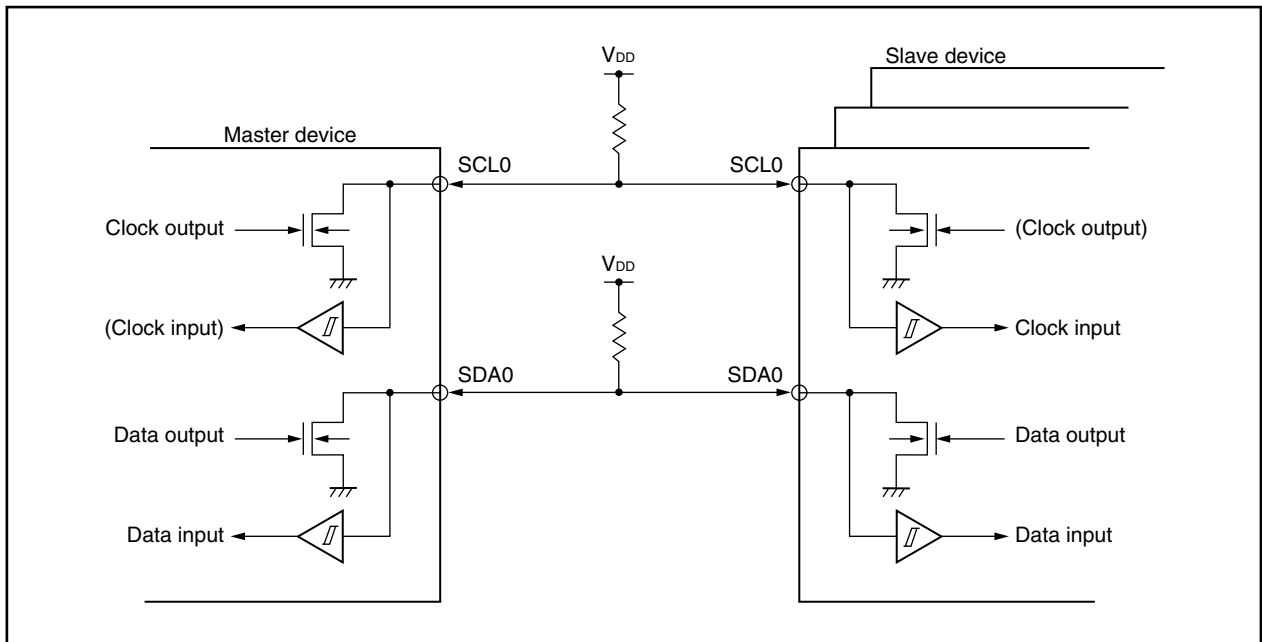 Master device
Slave device
VDD
SCL0
SCL0
Clock output
(Clock output)
(Clock input)
Clock input
VDD
SDA0
SDA0
Data output
Data output
Data input
Data input